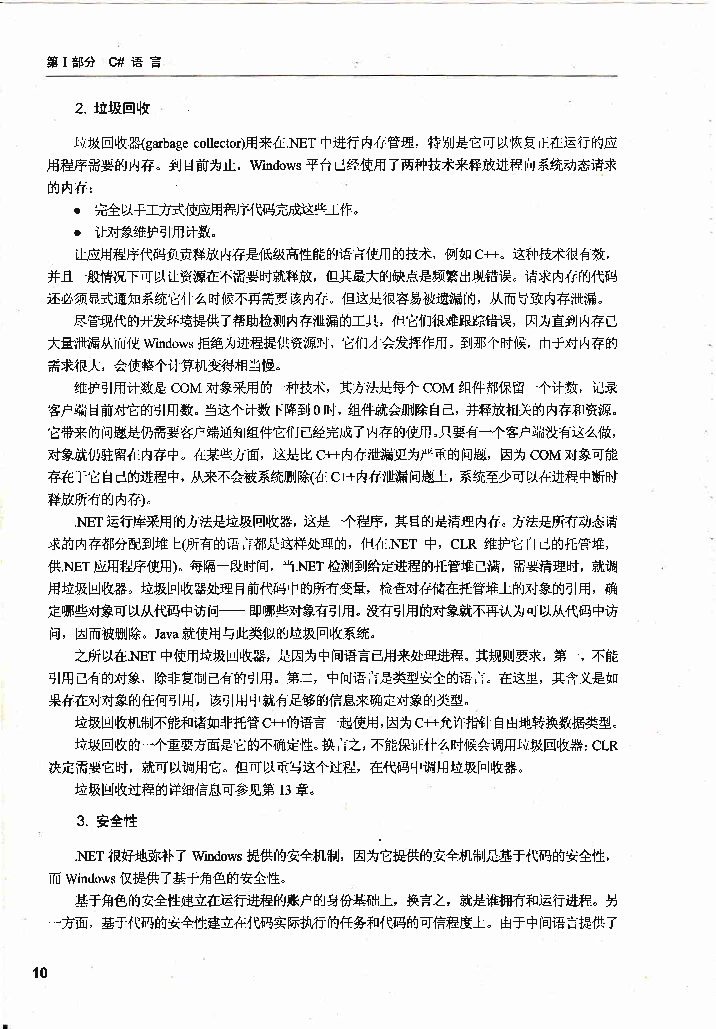 第 I 部分 C# 语 言
2. 垃圾回收
垃圾回收器(garbage collector)用来在.NET 中进行内存管理，特别是它可以恢复正在运行的应
用程序需要的内存。到目前为止，Windows 平台已经使用了两种技术来释放进程向系统动态请求
的内存：
● 完全以手工方式使应用程序代码完成这些工作。
● 让对象维护引用计数。
让应用程序代码负责释放内存是低级高性能的语言使用的技术，例如 C++。这种技术很有效，
并且一般情况下可以让资源在不需要时就释放，但其最大的缺点是频繁出现错误。请求内存的代码
还必须显式通知系统它什么时候不再需要该内存。但这是很容易被遗漏的，从而导致内存泄漏。
尽管现代的开发环境提供了帮助检测内存泄漏的工具，但它们很难跟踪错误，因为直到内存已
大量泄漏从而使 Windows 拒绝为进程提供资源时，它们才会发挥作用。到那个时候，由于对内存的
需求很大，会使整个计算机变得相当慢。
维护引用计数是 COM 对象采用的一种技术，其方法是每个 COM 组件都保留一个计数，记录
客户端目前对它的引用数。当这个计数下降到 0 时，组件就会删除自己，并释放相关的内存和资源。
它带来的问题是仍需要客户端通知组件它们已经完成了内存的使用。只要有一个客户端没有这么做，
对象就仍驻留在内存中。在某些方面，这是比 C++内存泄漏更为严重的问题，因为 COM 对象可能
存在于它自己的进程中，从来不会被系统删除(在 C++内存泄漏问题上，系统至少可以在进程中断时
释放所有的内存)。
.NET 运行库采用的方法是垃圾回收器，这是一个程序，其目的是清理内存。方法是所有动态请
求的内存都分配到堆上(所有的语言都是这样处理的，但在.NET 中，CLR 维护它自己的托管堆，
供.NET 应用程序使用)。每隔一段时间，当.NET 检测到给定进程的托管堆已满，需要清理时，就调
用垃圾回收器。垃圾回收器处理目前代码中的所有变量，检查对存储在托管堆上的对象的引用，确
定哪些对象可以从代码中访问—— 即哪些对象有引用。没有引用的对象就不再认为可以从代码中访
问，因而被删除。Java 就使用与此类似的垃圾回收系统。
之所以在.NET 中使用垃圾回收器，是因为中间语言已用来处理进程。其规则要求，第一，不能
引用已有的对象，除非复制已有的引用。第二，中间语言是类型安全的语言。在这里，其含义是如
果存在对对象的任何引用，该引用中就有足够的信息来确定对象的类型。
垃圾回收机制不能和诸如非托管 C++的语言一起使用，因为 C++允许指针自由地转换数据类型。
垃圾回收的一个重要方面是它的不确定性。换言之，不能保证什么时候会调用垃圾回收器：CLR
决定需要它时，就可以调用它。但可以重写这个过程，在代码中调用垃圾回收器。
垃圾回收过程的详细信息可参见第 13 章。
3. 安全性
.NET 很好地弥补了 Windows 提供的安全机制，因为它提供的安全机制是基于代码的安全性，
而 Windows 仅提供了基于角色的安全性。
基于角色的安全性建立在运行进程的账户的身份基础上，换言之，就是谁拥有和运行进程。另
一方面，基于代码的安全性建立在代码实际执行的任务和代码的可信程度上。由于中间语言提供了
10